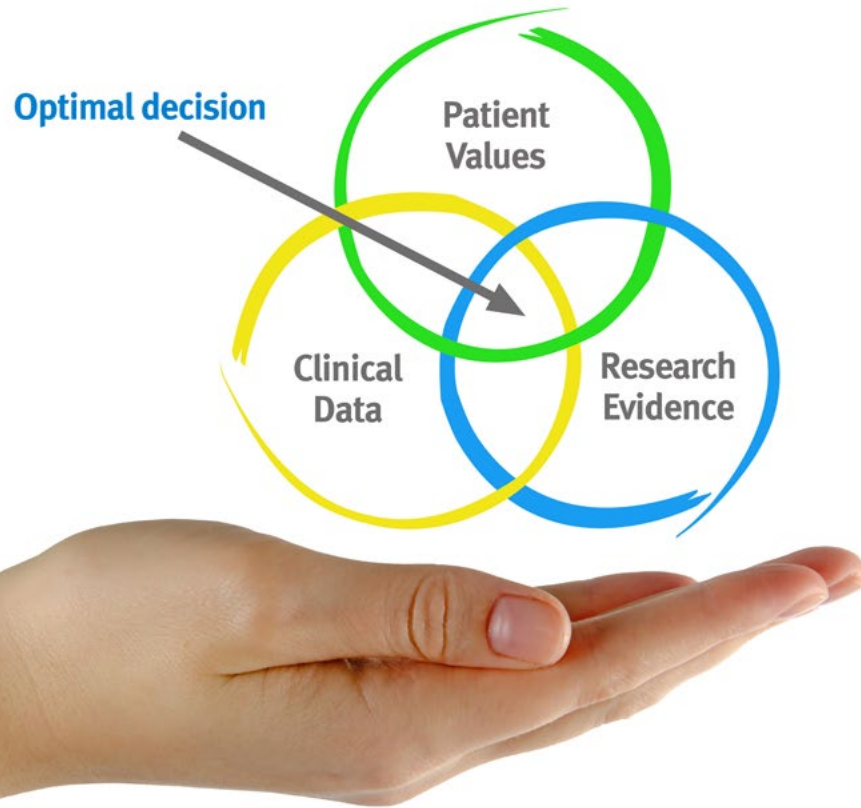 Optimal decision
Patient
Values
Clinical
Data
Research
Evidence